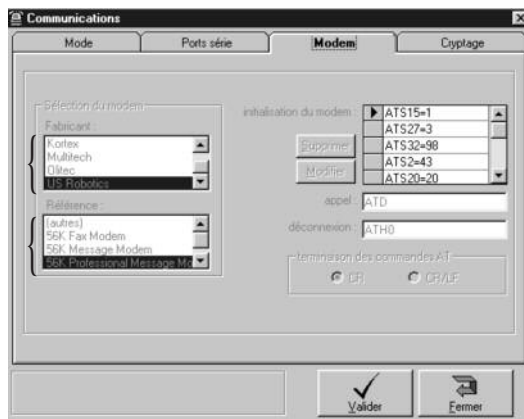 Communications
Mode
Ports série
Modem
Cryptage
Sélection du modem
Fabricant :
Kortex
Multitech
Olitec
US Robotics
Référence :
(autres)
56K Fax Modem
56K Message Modem
56K Professional Message Mo
initialisation du modem :
ATS15=1
ATS27=3
ATS32=98
ATS2=43
ATS20=20
Supprimer
Modifier
appel : ATD
déconnexion : ATH0
terminaison des commandes AT
CR
CR/LF
Valider
Fermer